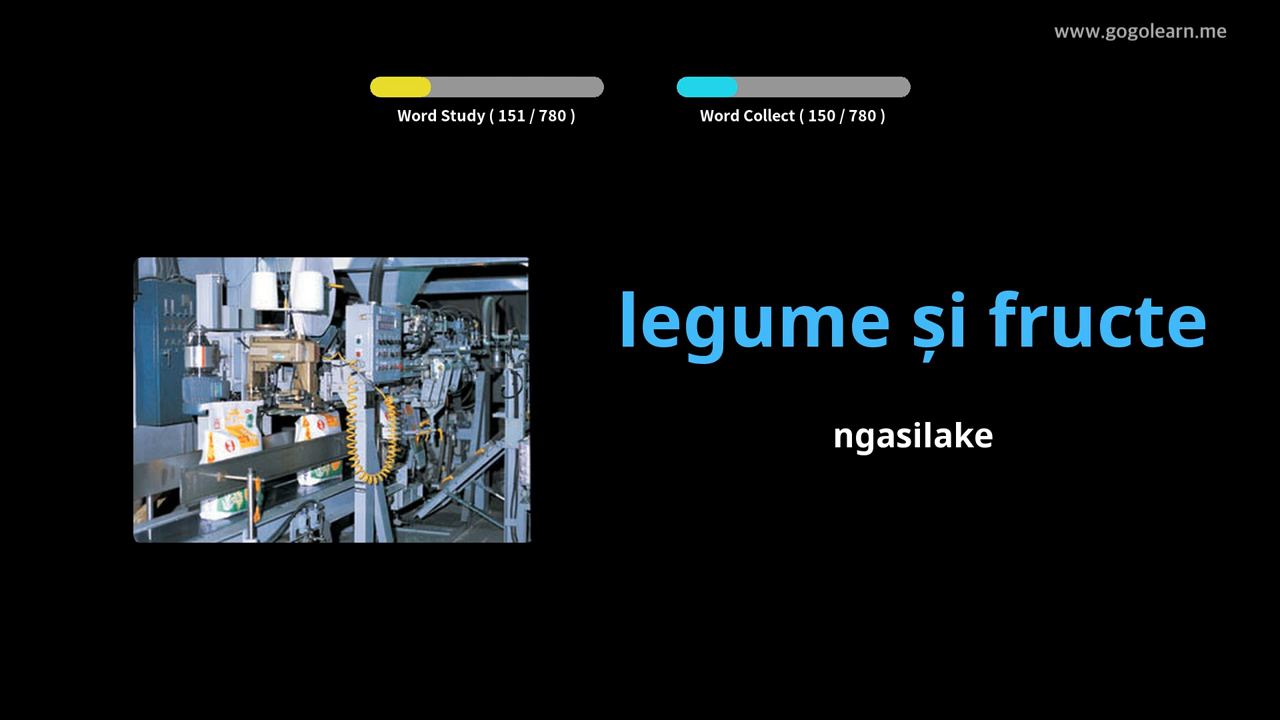 www.gogolearn.me
Word Study ( 151 / 780 )
Word Collect ( 150 / 780 )
legume și fructe
ngasilake